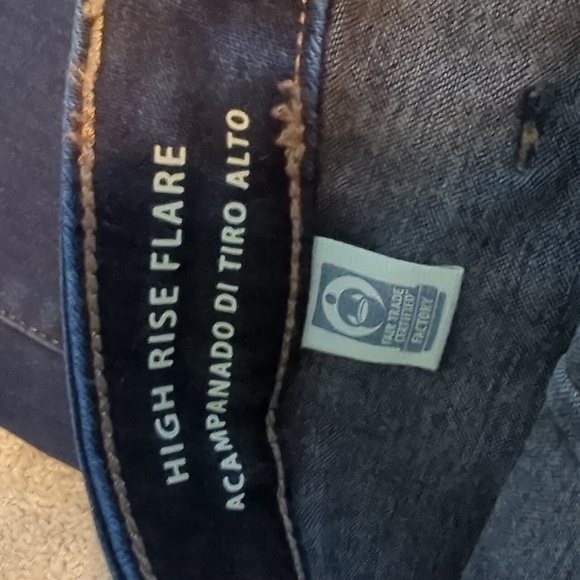 HIGH RISE FLARE
ACAMPANADO DI TIRO ALTO
FAIR TRADE
CERTIFIED
FACTORY